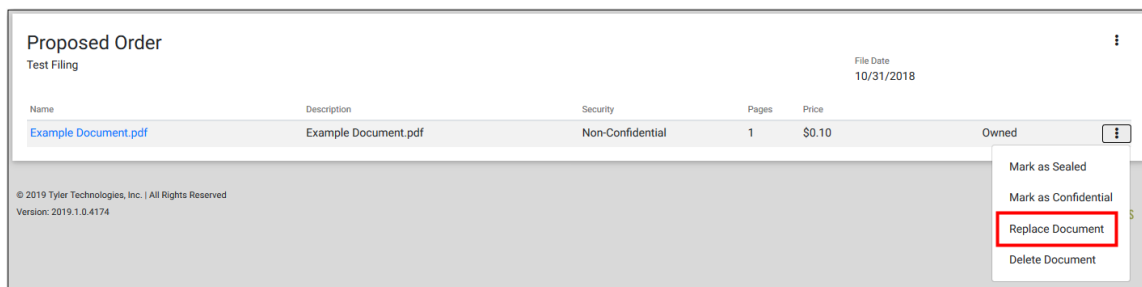 Proposed Order
Test Filing
File Date
10/31/2018
Name Description Security Pages Price
Example Document.pdf Example Document.pdf Non-Confidential 1 $0.10 Owned
Mark as Sealed
Mark as Confidential
Replace Document
Delete Document
© 2019 Tyler Technologies, Inc. | All Rights Reserved
Version: 2019.1.0.4174